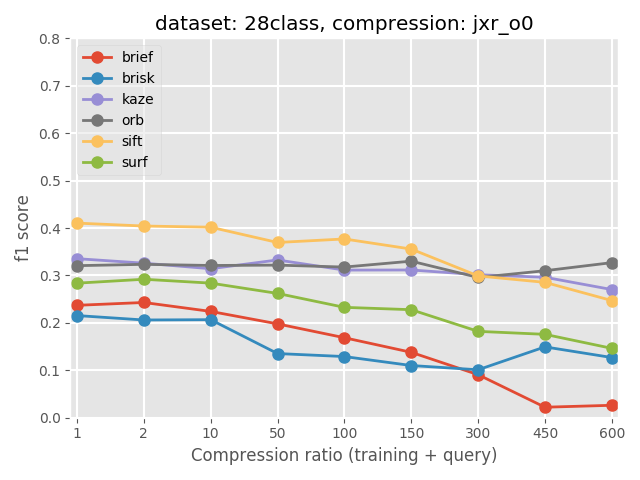 dataset: 28class, compression: jxr_o0
0.8
0.7
0.6
0.5
0.4
0.3
0.2
0.1
0.0
f1 score
brief
brisk
kaze
orb
sift
surf
1 2 10 50 100 150 300 450 600
Compression ratio (training + query)